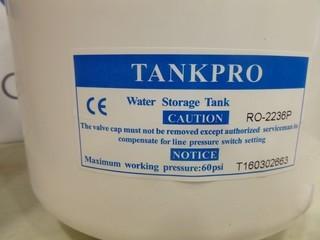 TANKPRO
CE
Water Storage Tank
CAUTION RO-2236P
The valve cap must not be removed except authorized serviceman in
compensate for line pressure switch setting
NOTICE
Maximum working pressure:60psi T160302663